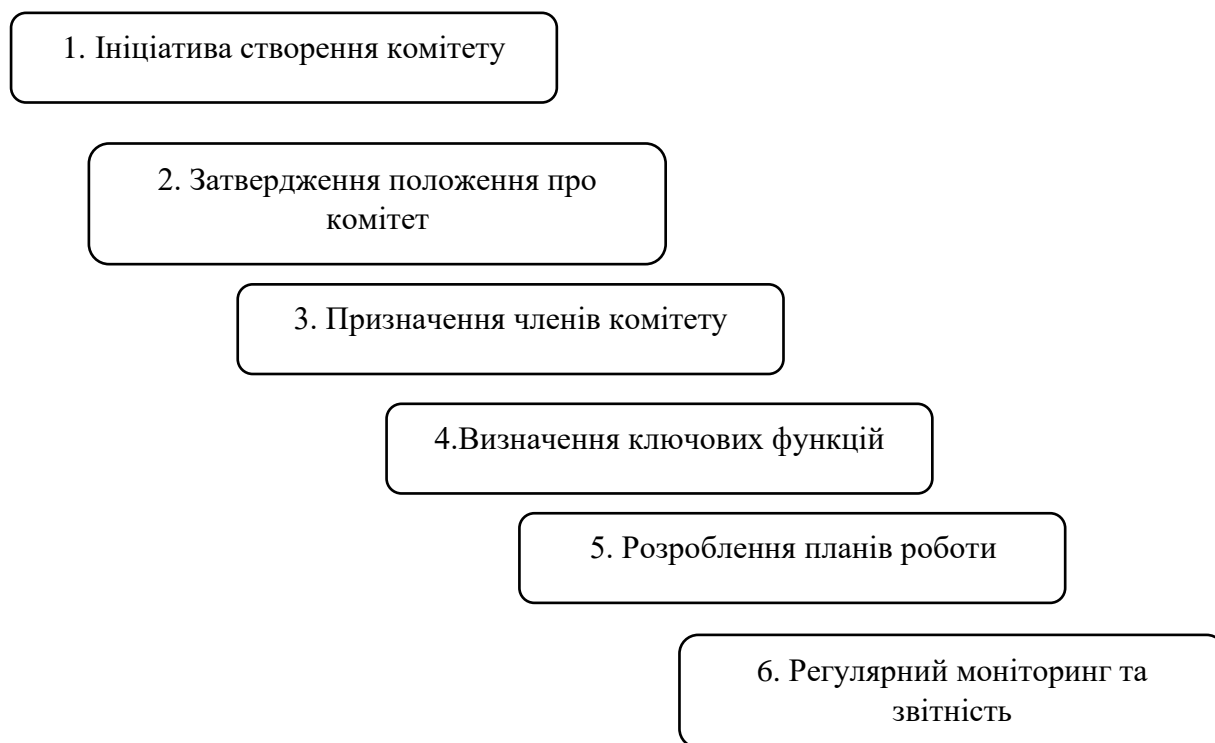 1. Ініціатива створення комітету
2. Затвердження положення про
комітет
3. Призначення членів комітету
4.Визначення ключових функцій
5. Розроблення планів роботи
6. Регулярний моніторинг та
звітність